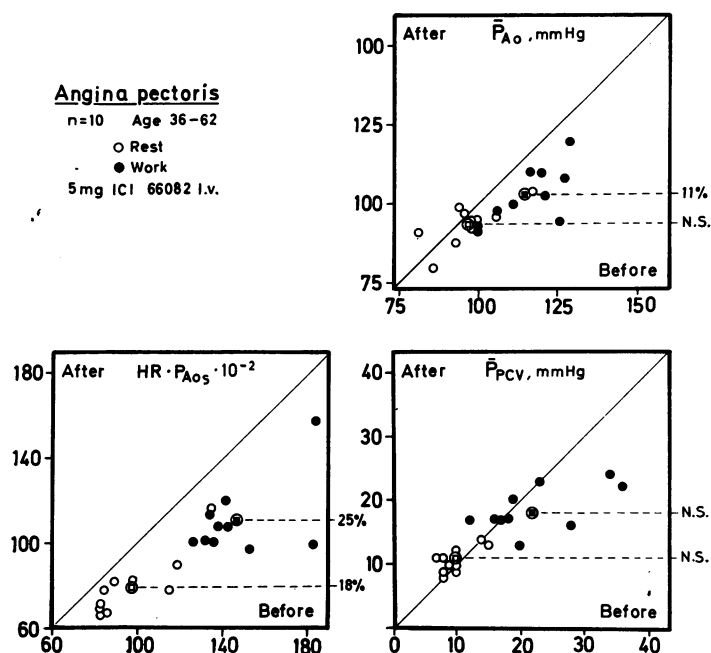 Angina pectoris
n=10 Age 36-62
○ Rest
● Work
5mg ICI 66082 I.v.
After P̄Ao, mmHg
100
125
100
75
11%
N.S.
Before
75 100 125 150
After HR·PAoS·10-2
180
140
100
60
25%
18%
Before
60 100 140 180
After P̄PCV, mmHg
40
30
20
10
N.S.
N.S.
Before
0 10 20 30 40